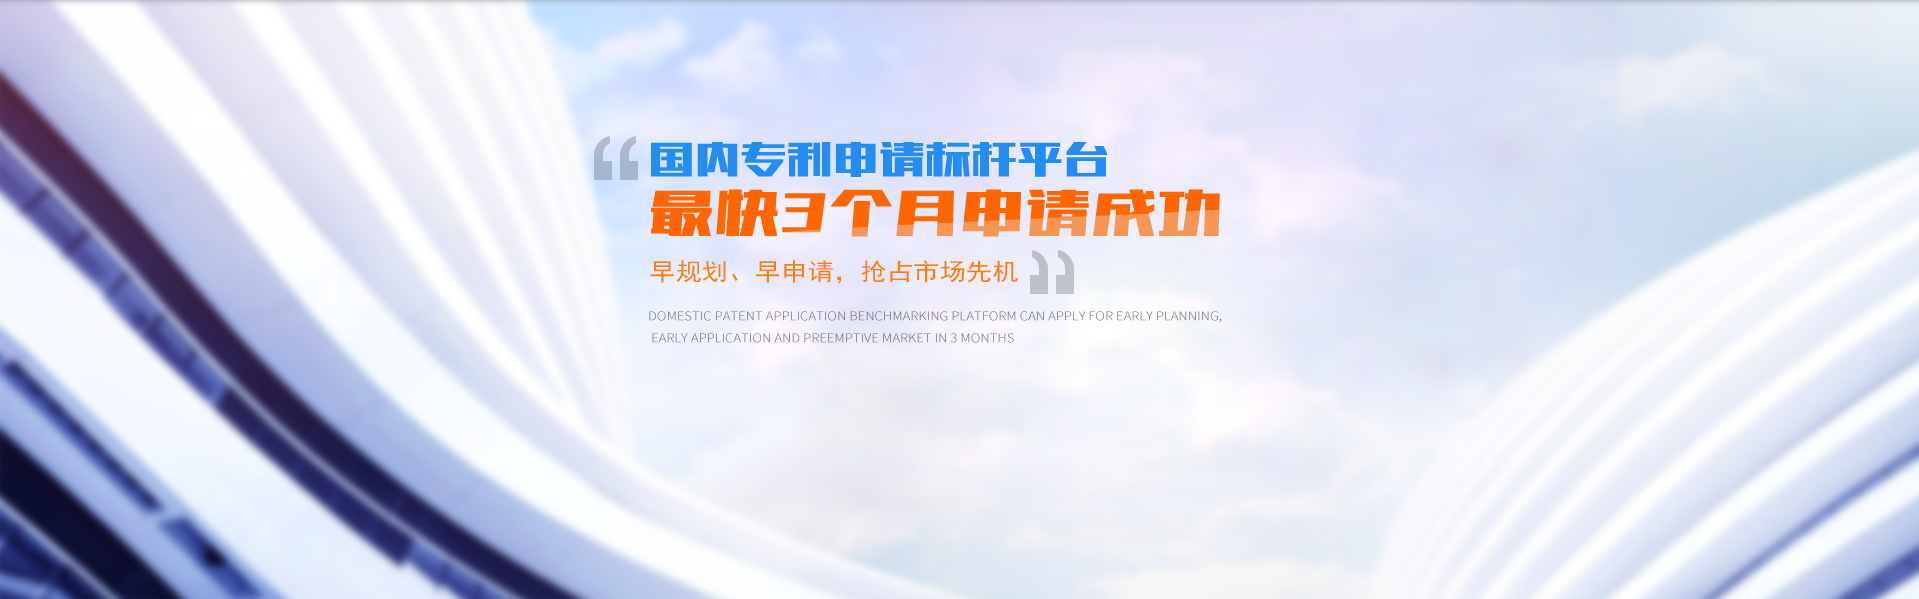 国内专利申请标杆平台
最快3个月申请成功
早规划、早申请，抢占市场先机
DOMESTIC PATENT APPLICATION BENCHMARKING PLATFORM CAN APPLY FOR EARLY PLANNING,
EARLY APPLICATION AND PREEMPTIVE MARKET IN 3 MONTHS